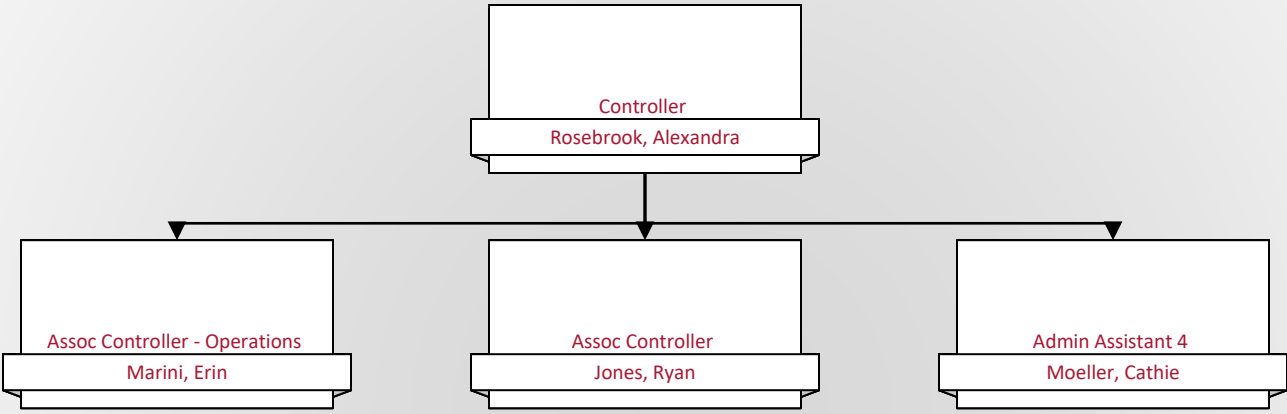 Controller
Rosebrook, Alexandra
Assoc Controller - Operations
Marini, Erin
Assoc Controller
Jones, Ryan
Admin Assistant 4
Moeller, Cathie